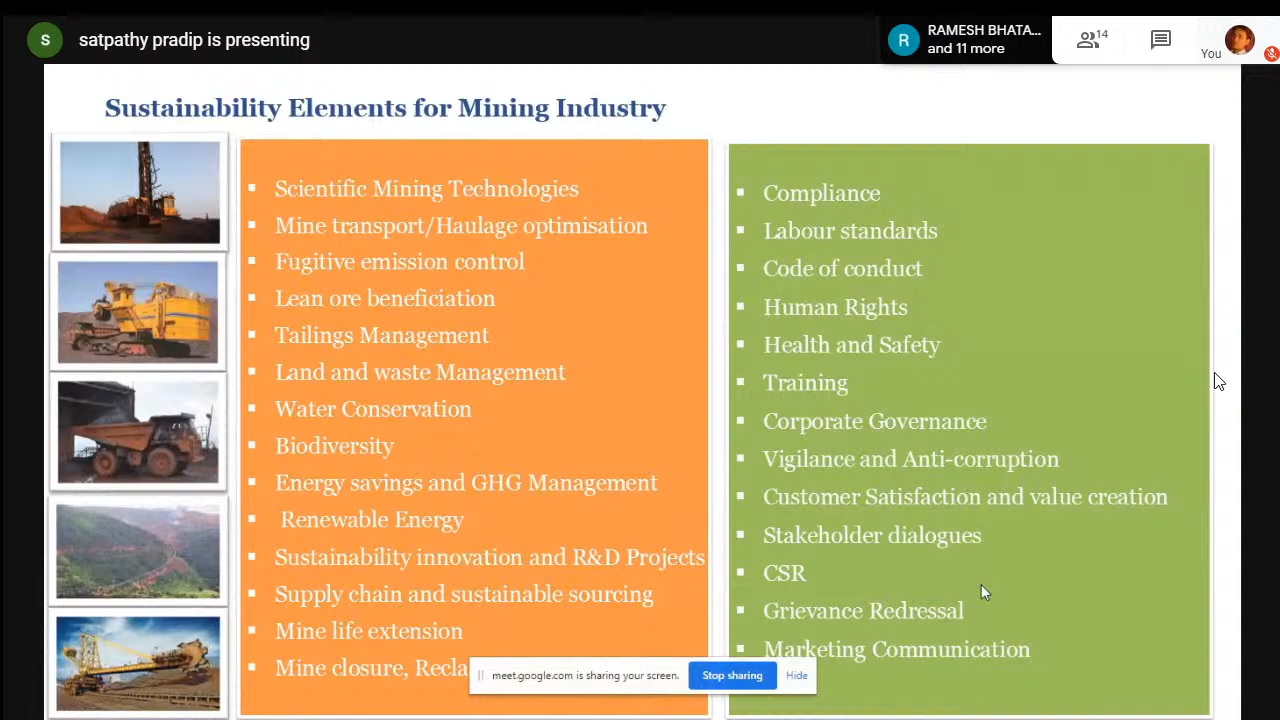 S
satpathy pradip is presenting
R
RAMESH BHATA...
and 11 more
14
You
Sustainability Elements for Mining Industry
Scientific Mining Technologies
Mine transport/Haulage optimisation
Fugitive emission control
Lean ore beneficiation
Tailings Management
Land and waste Management
Water Conservation
Biodiversity
Energy savings and GHG Management
Renewable Energy
Sustainability innovation and R&D Projects
Supply chain and sustainable sourcing
Mine life extension
Mine closure,
Compliance
Labour standards
Code of conduct
Human Rights
Health and Safety
Training
Corporate Governance
Vigilance and Anti-corruption
Customer Satisfaction and value creation
Stakeholder dialogues
CSR
Grievance Redressal
Marketing Communication
meet.google.com is sharing your screen.
Stop sharing
Hide